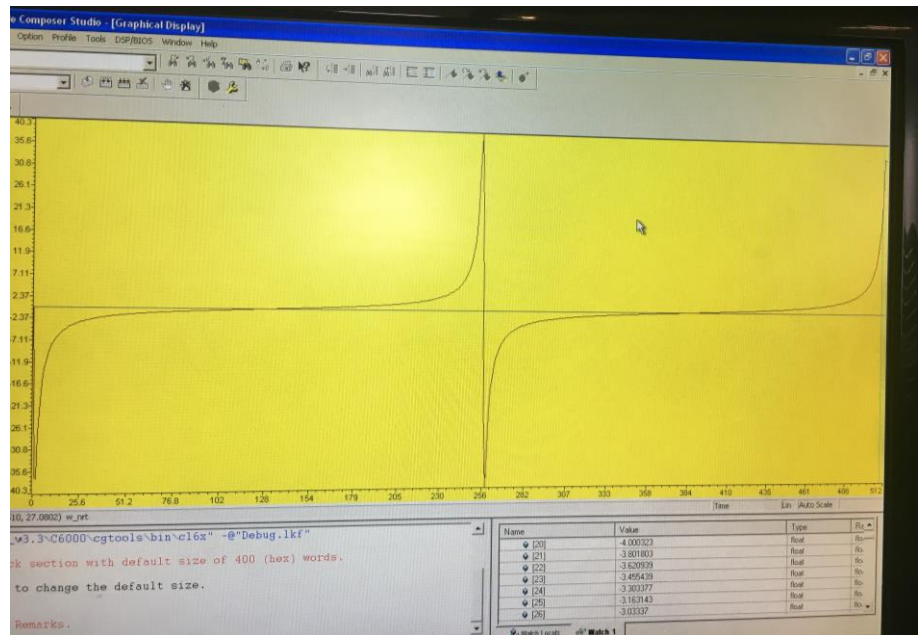 e Composer Studio - [Graphical Display]
Option Profile Tools DSP/BIOS Window Help
40.3
35.6
30.8
26.1
21.3
16.6
11.9
7.11
2.37
-2.37
7.11
11.9
16.6
21.3
26.1
30.8
35.6
40.3
0 25.6 51.2 76.8 102 128 154 179 205 230 256 282 307 333 358 384 410 435 461 486 512
Time Lin Auto Scale
10, 27.0802) w_nrt
_v3.3\C6000\cgtools\bin\cl6x" -@"Debug.lkf"
ck section with default size of 400 (hex) words.
to change the default size.
Remarks.
Name Value Type
[20] -4.000323 float
[21] -3.801803 float
[22] -3.620939 float
[23] -3.455439 float
[24] -3.303377 float
[25] -3.163143 float
[26] -3.03337 float
Watch Locals Watch 1